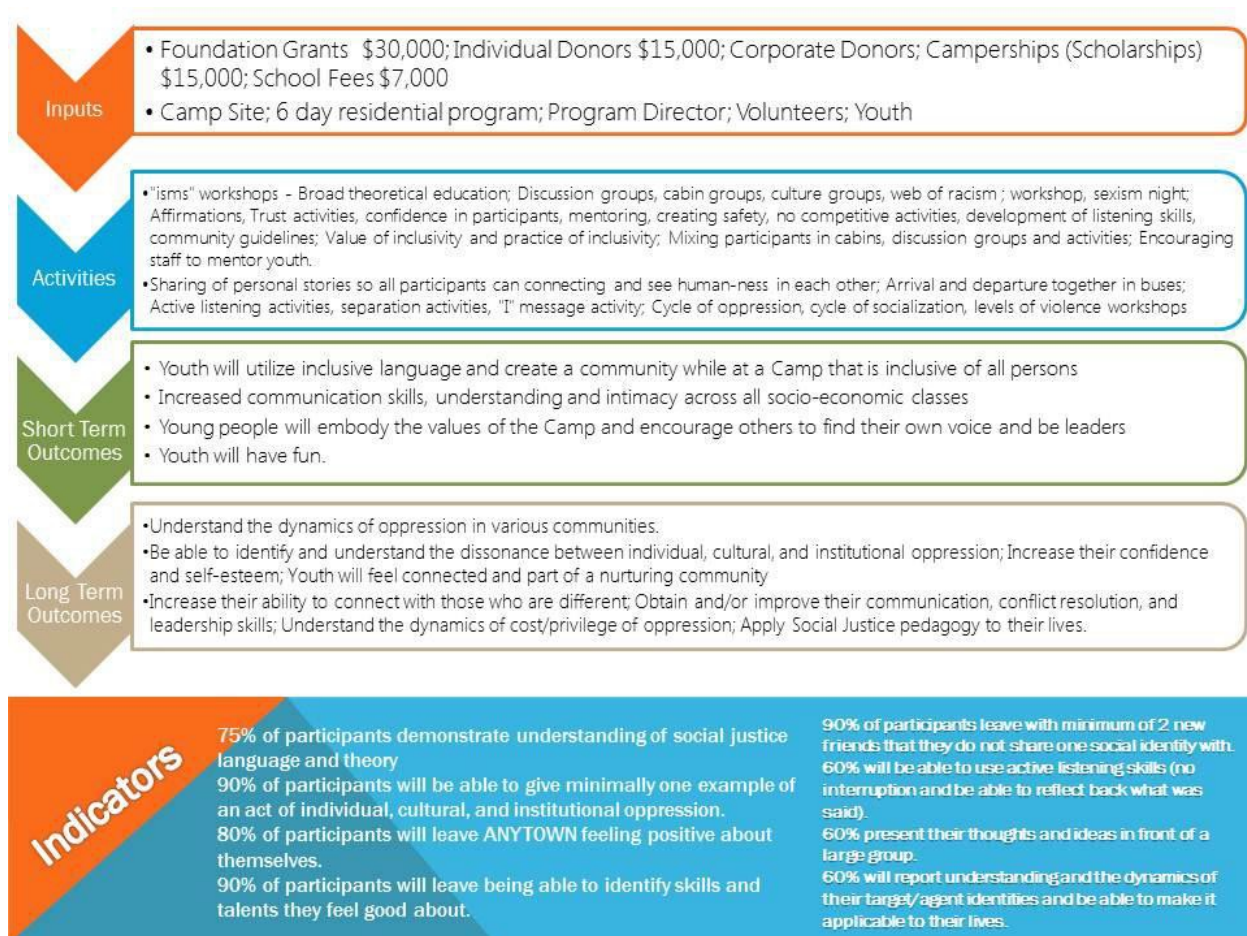 Inputs
• Foundation Grants $30,000; Individual Donors $15,000; Corporate Donors; Camperships (Scholarships)
$15,000; School Fees $7,000
• Camp Site; 6 day residential program; Program Director; Volunteers; Youth
Activities
•"isms" workshops - Broad theoretical education; Discussion groups, cabin groups, culture groups, web of racism ; workshop, sexism night;
Affirmations, Trust activities, confidence in participants, mentoring, creating safety, no competitive activities, development of listening skills,
community guidelines; Value of inclusivity and practice of inclusivity; Mixing participants in cabins, discussion groups and activities; Encouraging
staff to mentor youth.
•Sharing of personal stories so all participants can connecting and see human-ness in each other; Arrival and departure together in buses;
Active listening activities, separation activities, "I" message activity; Cycle of oppression, cycle of socialization, levels of violence workshops
Short Term
Outcomes
• Youth will utilize inclusive language and create a community while at a Camp that is inclusive of all persons
• Increased communication skills, understanding and intimacy across all socio-economic classes
• Young people will embody the values of the Camp and encourage others to find their own voice and be leaders
• Youth will have fun.
Long Term
Outcomes
•Understand the dynamics of oppression in various communities.
•Be able to identify and understand the dissonance between individual, cultural, and institutional oppression; Increase their confidence
and self-esteem; Youth will feel connected and part of a nurturing community
•Increase their ability to connect with those who are different; Obtain and/or improve their communication, conflict resolution, and
leadership skills; Understand the dynamics of cost/privilege of oppression; Apply Social Justice pedagogy to their lives.
Indicators
75% of participants demonstrate understanding of social justice
language and theory
90% of participants will be able to give minimally one example of
an act of individual, cultural, and institutional oppression.
80% of participants will leave ANYTOWN feeling positive about
themselves.
90% of participants will leave being able to identify skills and
talents they feel good about.
90% of participants leave with minimum of 2 new
friends that they do not share one social identity with.
60% will be able to use active listening skills (no
interruption and be able to reflect back what was
said).
60% present their thoughts and ideas in front of a
large group.
60% will report understanding and the dynamics of
their target/agent identities and be able to make it
applicable to their lives.